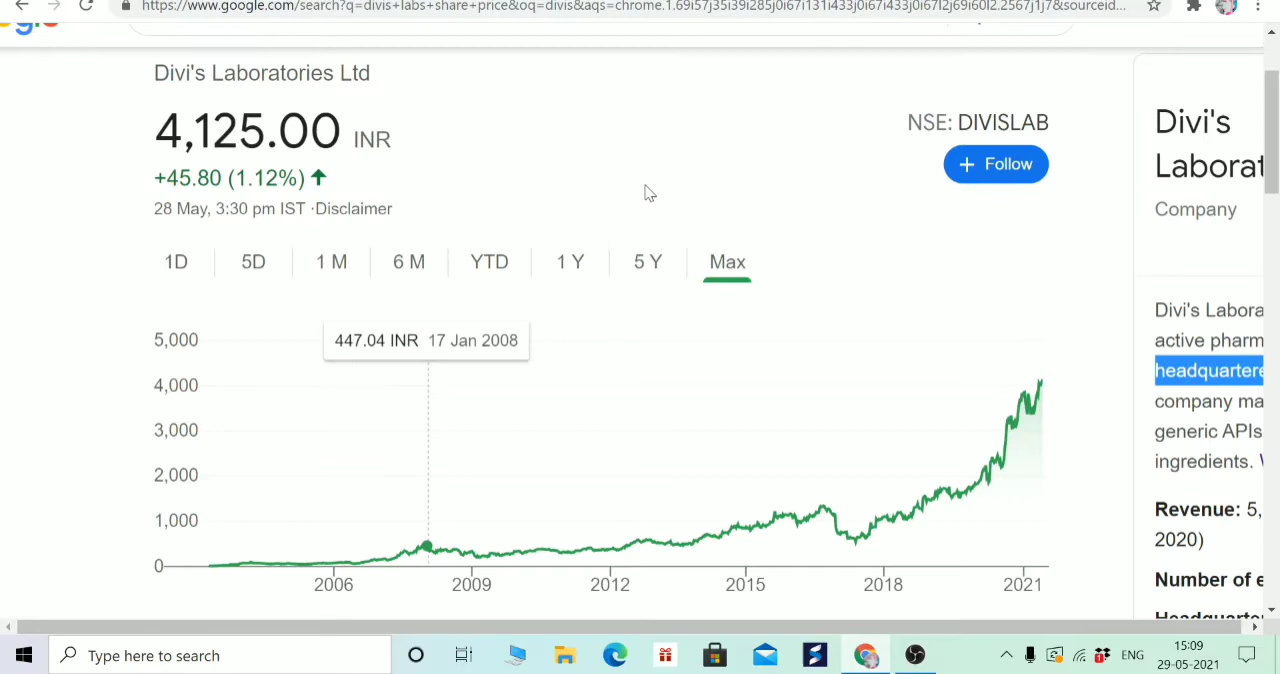 https://www.google.com/search?q=divis+labs+share+price&oq=divis&aqs=chrome.1.69i57j35i39i285j0i67i131i433j0i67i433j0i67l2j69i60l2.2567j1j7&sourceid...
Divi's Laboratories Ltd
4,125.00 INR
+45.80 (1.12%)
28 May, 3:30 pm IST ·Disclaimer
NSE: DIVISLAB
+ Follow
1D 5D 1 M 6 M YTD 1 Y 5 Y Max
447.04 INR 17 Jan 2008
5,000
4,000
3,000
2,000
1,000
0
2006 2009 2012 2015 2018 2021
Divi's
Laborat
Company
Divi's Labora
active pharm
headquartere
company ma
generic APIs
ingredients.
Revenue: 5,
2020)
Number of e
Type here to search
ENG
15:09
29-05-2021